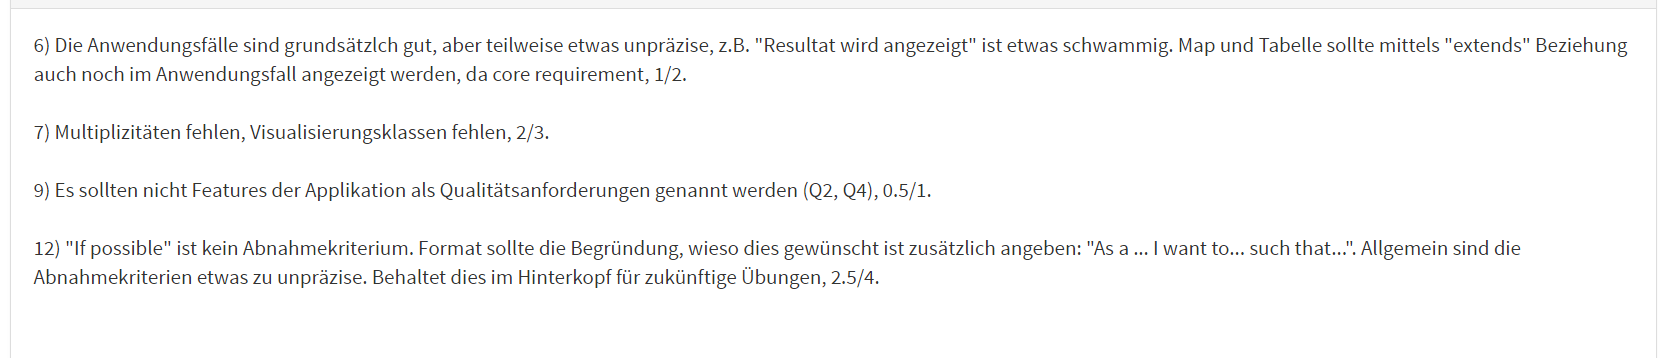 6) Die Anwendungsfälle sind grundsätzlch gut, aber teilweise etwas unpräzise, z.B. "Resultat wird angezeigt" ist etwas schwammig. Map und Tabelle sollte mittels "extends" Beziehung
auch noch im Anwendungsfall angezeigt werden, da core requirement, 1/2.
7) Multiplizitäten fehlen, Visualisierungsklassen fehlen, 2/3.
9) Es sollten nicht Features der Applikation als Qualitätsanforderungen genannt werden (Q2, Q4), 0.5/1.
12) "If possible" ist kein Abnahmekriterium. Format sollte die Begründung, wieso dies gewünscht ist zusätzlich angeben: "As a ... I want to... such that...". Allgemein sind die
Abnahmekriterien etwas zu unpräzise. Behaltet dies im Hinterkopf für zukünftige Übungen, 2.5/4.